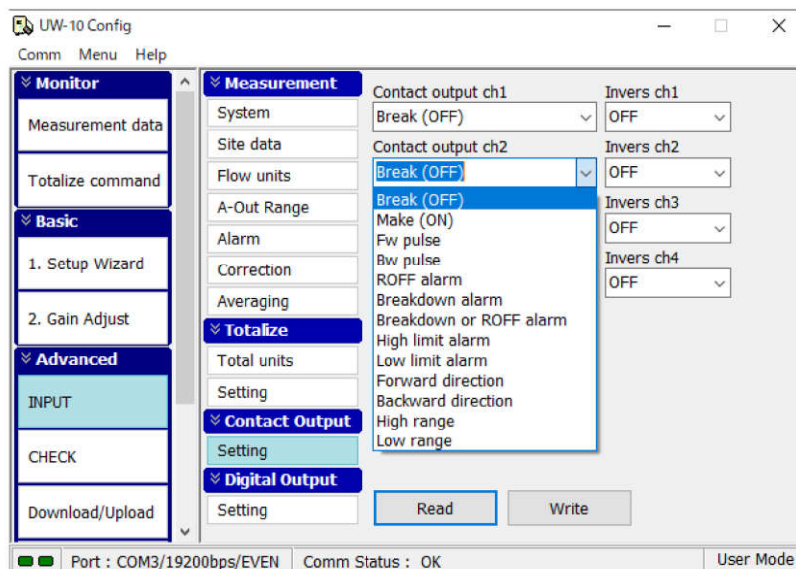 UW-10 Config
Comm Menu Help
Monitor
Measurement data
Totalize command
Basic
1. Setup Wizard
2. Gain Adjust
Advanced
INPUT
CHECK
Download/Upload
Measurement
System
Site data
Flow units
A-Out Range
Alarm
Correction
Averaging
Totalize
Total units
Setting
Contact Output
Setting
Digital Output
Setting
Contact output ch1
Break (OFF)
Contact output ch2
Break (OFF)
Break (OFF)
Make (ON)
Fw pulse
Bw pulse
ROFF alarm
Breakdown alarm
Breakdown or ROFF alarm
High limit alarm
Low limit alarm
Forward direction
Backward direction
High range
Low range
Invers ch1
OFF
Invers ch2
OFF
Invers ch3
OFF
Invers ch4
OFF
Read Write
Port : COM3/19200bps/EVEN Comm Status : OK User Mode